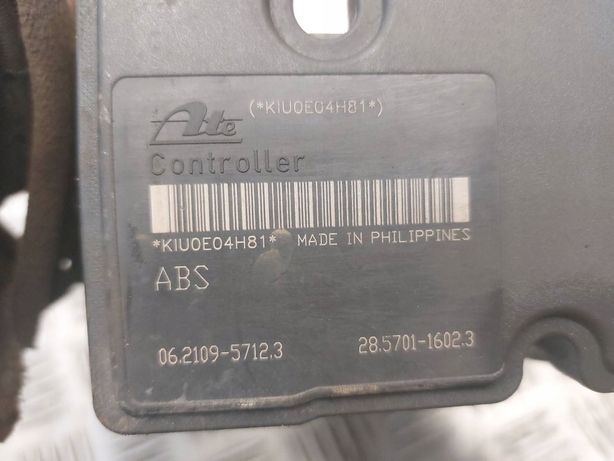 (*KIU0E04H81*)
Ate
Controller
*KIU0E04H81* MADE IN PHILIPPINES
ABS
06.2109-5712.3 28.5701-1602.3